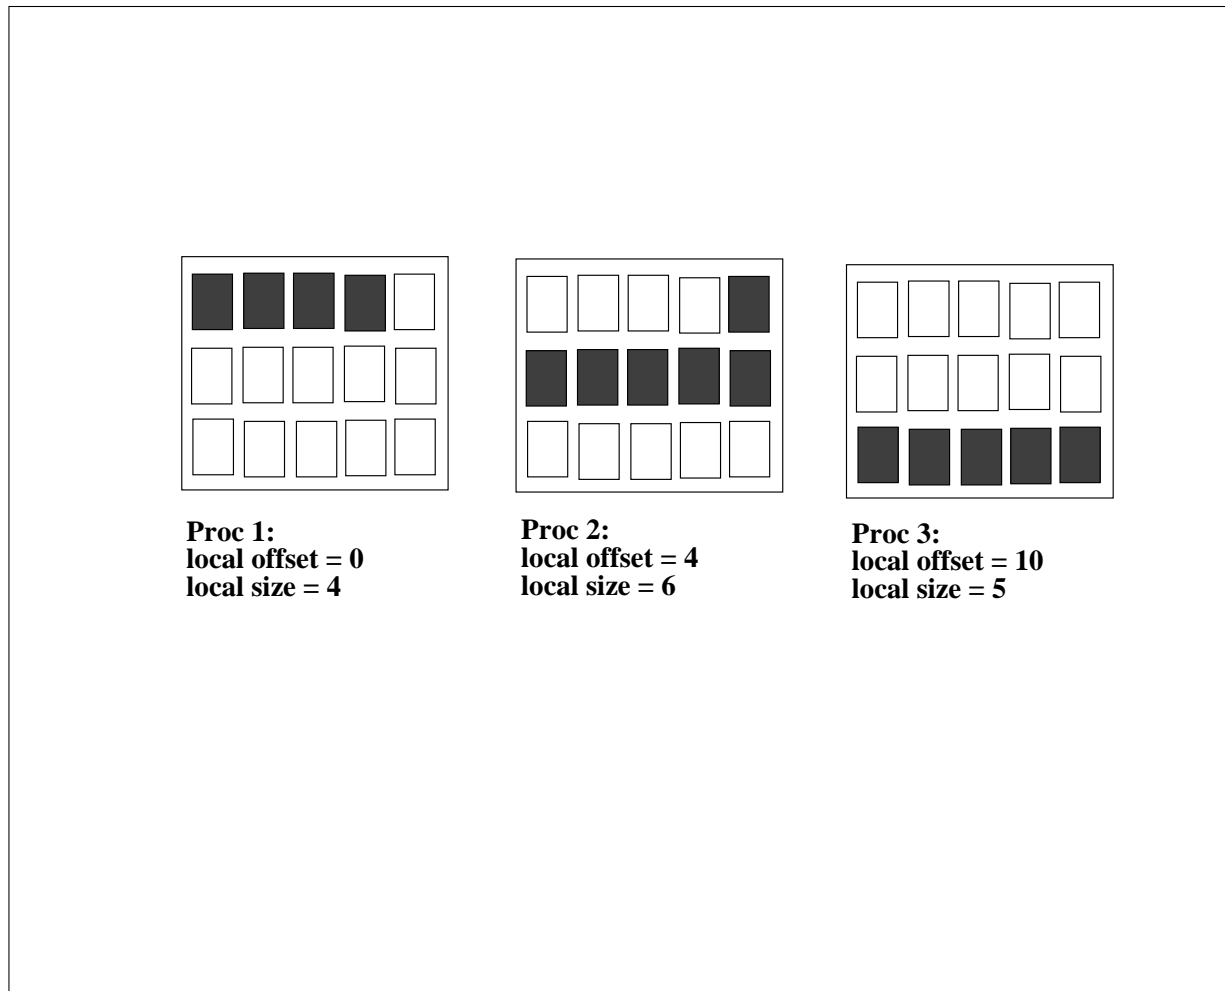 Proc 1:
local offset = 0
local size = 4
Proc 2:
local offset = 4
local size = 6
Proc 3:
local offset = 10
local size = 5